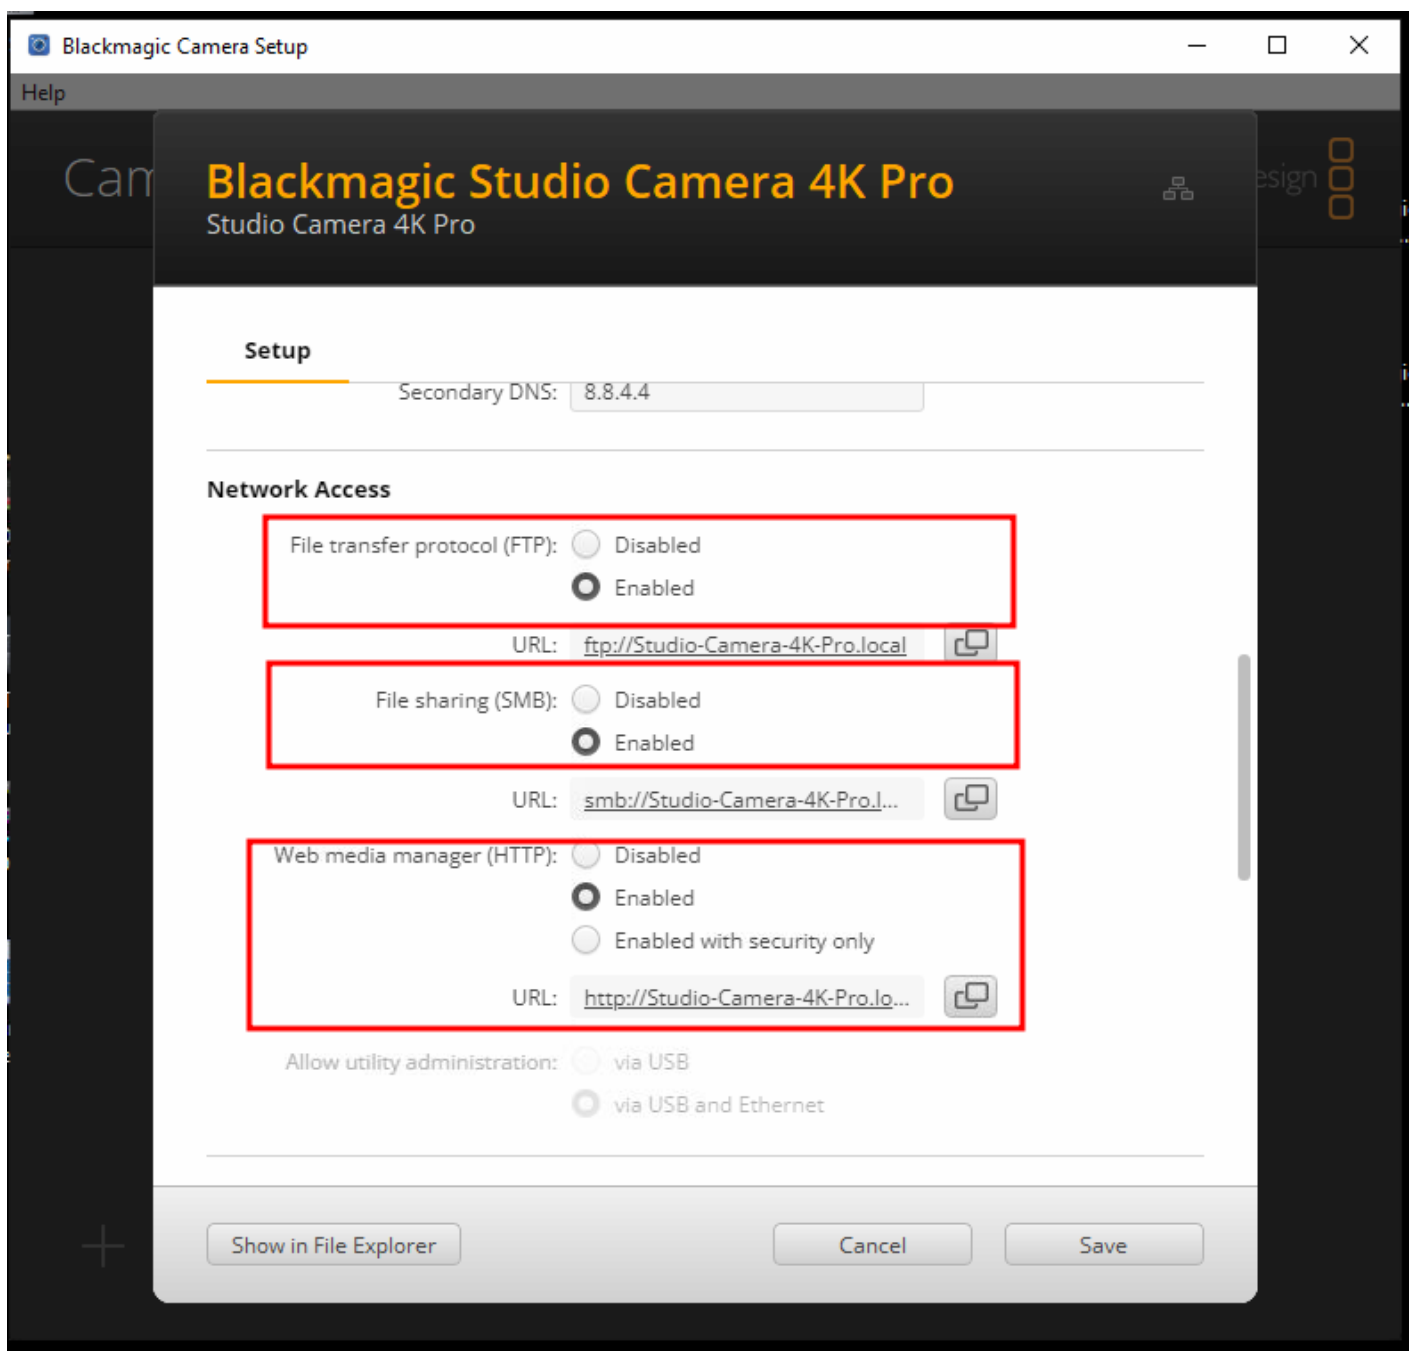 Blackmagic Camera Setup
Help
Cam
Blackmagic Studio Camera 4K Pro
esign
Studio Camera 4K Pro
Setup
Secondary DNS: 8.8.4.4
Network Access
File transfer protocol (FTP): Disabled
Enabled
URL: ftp://Studio-Camera-4K-Pro.local
File sharing (SMB): Disabled
Enabled
URL: smb://Studio-Camera-4K-Pro.l...
Web media manager (HTTP): Disabled
Enabled
Enabled with security only
URL: http://Studio-Camera-4K-Pro.lo...
Allow utility administration: via USB
via USB and Ethernet
Show in File Explorer Cancel Save